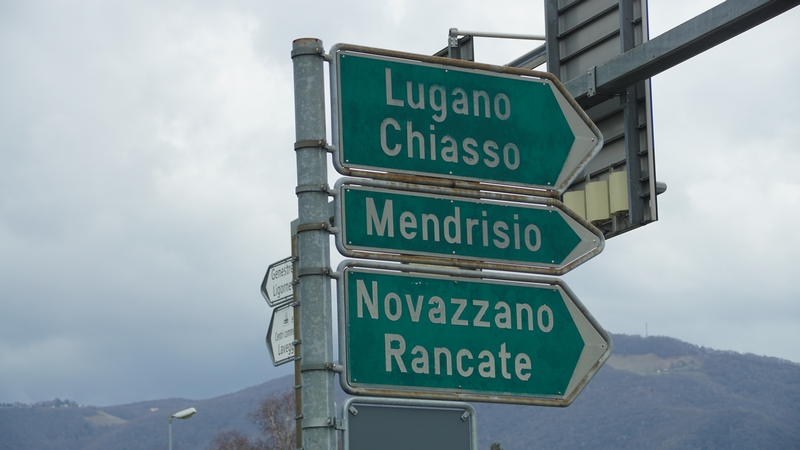 Lugano
Chiasso
Mendrisio
Novazzano
Rancate